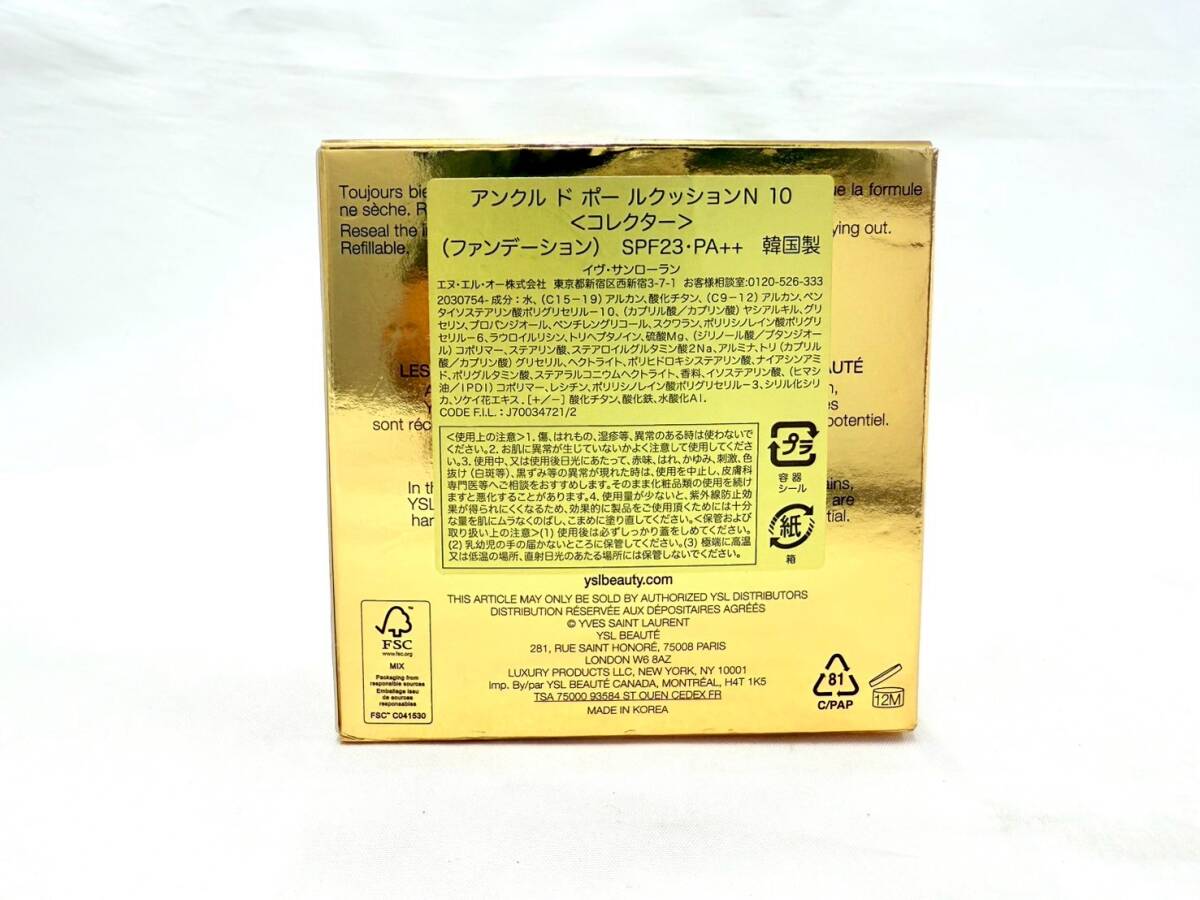 Toujours bie
ne sèche. R
Reseal the i
Refillable.
ue la formule
ying out.
アンクル ド ポー ルクッションN 10
<コレクター>
(ファンデーション) SPF23・PA++ 韓国製
イヴ・サンローラン
エヌ・エル・オー株式会社 東京都新宿区西新宿3-7-1 お客様相談室:0120-526-333
2030754- 成分:水、(C15-19)アルカン、酸化チタン、(C9-12)アルカン、ペン
タイソステアリン酸ポリグリセリル-10、(カプリル酸/カプリン酸)ヤシアルキル、グリ
セリン、プロパンジオール、ペンチレングリコール、スクワラン、ポリリシノレイン酸ポリグリ
セリル-6、ラウロイルリシン、トリヘプタノイン、硫酸Mg、(ジリノール酸/ブタンジオー
ル)コポリマー、ステアリン酸、ステアロイルグルタミン酸2Na、アルミナ、トリ(カプリル
酸/カプリン酸)グリセリル、ヘクトライト、ポリヒドロキシステアリン酸、ナイアシンアミ
ド、ポリグルタミン酸、ステアラルコニウムヘクトライト、香料、イソステアリン酸、(ヒマシ
油/IPDI)コポリマー、レシチン、ポリリシノレイン酸ポリグリセリル-3、シリル化シリ
カ、ソケイ花エキス. [+/-] 酸化チタン、酸化鉄、水酸化Al.
CODE F.I.L. : J70034721/2
LES
AUTÉ
sont réc
potentiel.
<使用上の注意>1. 傷、はれもの、湿疹等、異常のある時は使わないで
ください。2. お肌に異常が生じていないかよく注意して使用してくださ
い。3. 使用中、又は使用後日光にあたって、赤味、はれ、かゆみ、刺激、色
抜け(白斑等)、黒ずみ等の異常が現れた時は、使用を中止し、皮膚科
専門医等へご相談をおすすめします。そのまま化粧品類の使用を続け
ますと悪化することがあります。4. 使用量が少ないと、紫外線防止効
果が得られにくくなるため、効果的に製品をご使用頂くためには十分
な量を肌にムラなくのばし、こまめに塗り直してください。<保管および
取り扱い上の注意>(1) 使用後は必ずしっかり蓋をしめてください。
(2) 乳幼児の手の届かないところに保管してください。(3) 極端に高温
又は低温の場所、直射日光のあたる場所には保管しないでください。
プラ
容器
シール
紙
箱
In th
YSL
har
ains,
are
ntial.
yslbeauty.com
THIS ARTICLE MAY ONLY BE SOLD BY AUTHORIZED YSL DISTRIBUTORS
DISTRIBUTION RÉSERVÉE AUX DÉPOSITAIRES AGRÉÉS
© YVES SAINT LAURENT
YSL BEAUTÉ
281, RUE SAINT HONORÉ, 75008 PARIS
LONDON W6 8AZ
LUXURY PRODUCTS LLC, NEW YORK, NY 10001
Imp. By/par YSL BEAUTÉ CANADA, MONTRÉAL, H4T 1K5
TSA 75000 93584 ST OUEN CEDEX FR
MADE IN KOREA
FSC™
www.fsc.org
MIX
Packaging from
responsible sources
Emballage issu
de sources
responsables
FSC™ C041530
81
C/PAP
12M